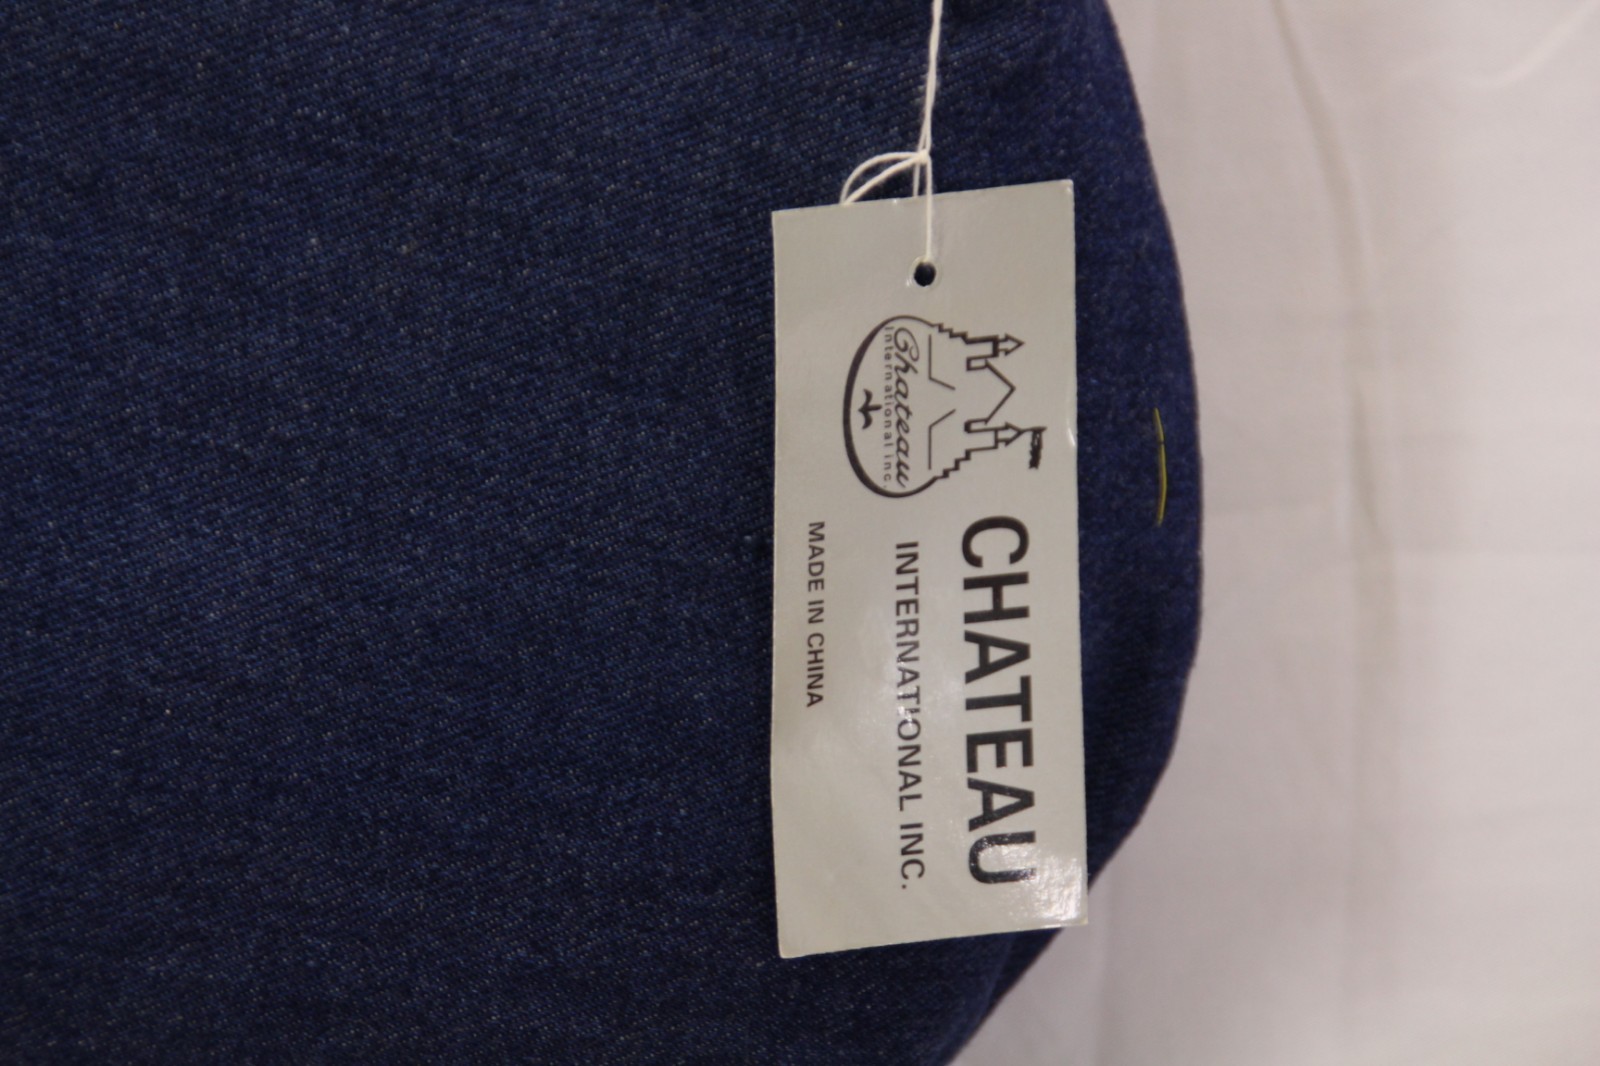 Chateau
International Inc.
CHATEAU
INTERNATIONAL INC.
MADE IN CHINA